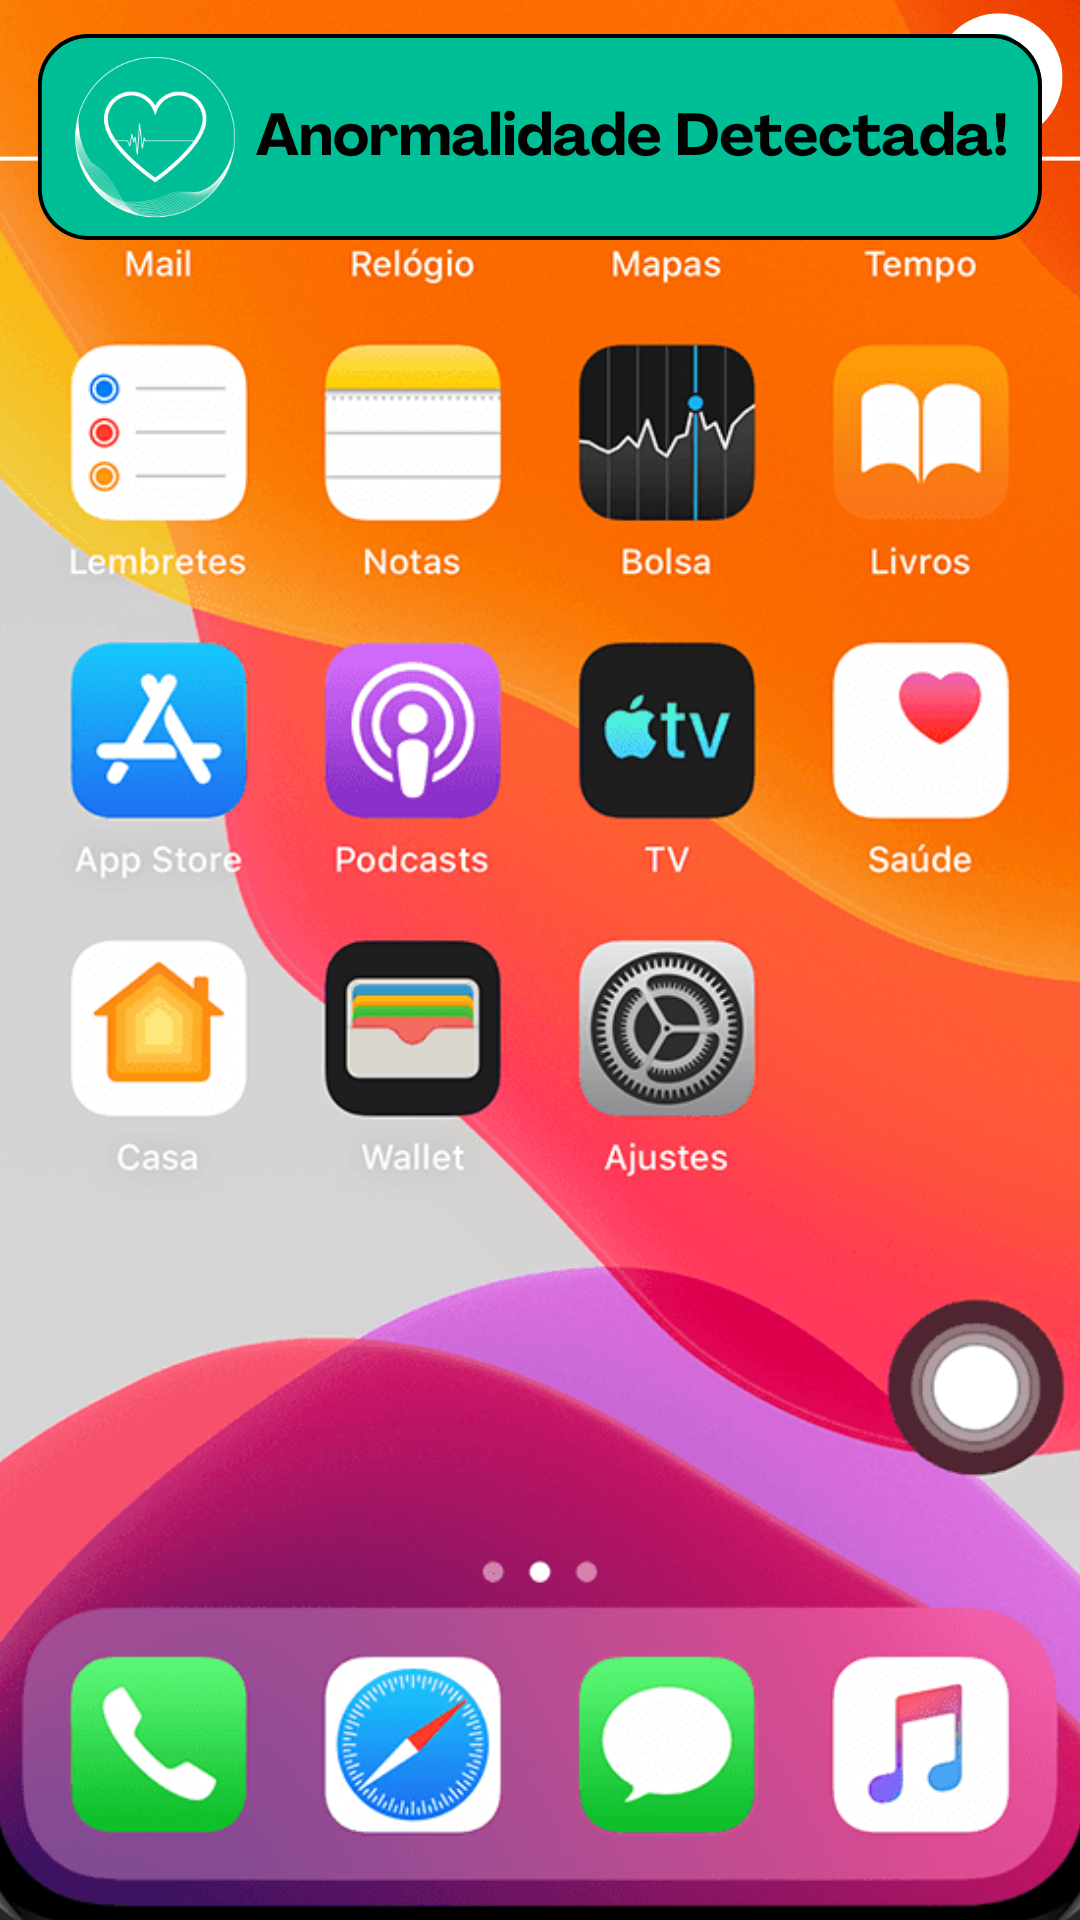 Anormalidade Detectada!
Mail Relógio Mapas Tempo
Lembretes Notas Bolsa Livros
tv
App Store Podcasts TV Saúde
Casa Wallet Ajustes